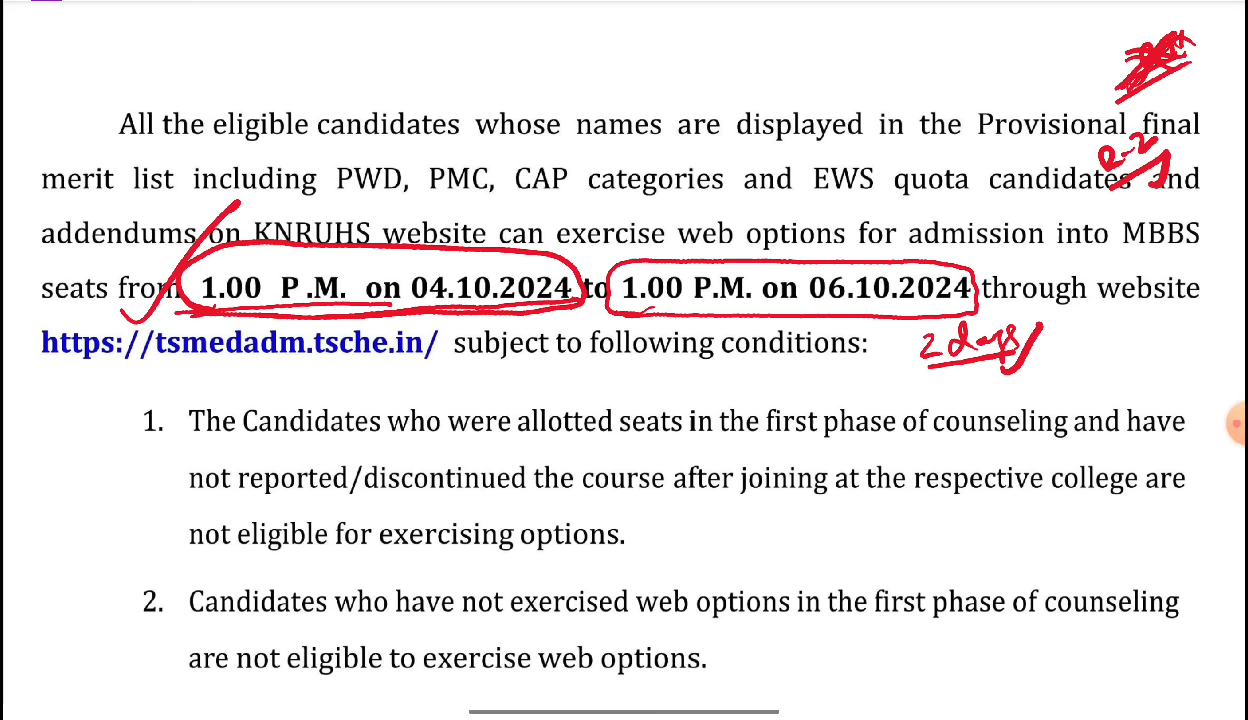 All the eligible candidates whose names are displayed in the Provisional final
R-2
merit list including PWD, PMC, CAP categories and EWS quota candidates and
addendums on KNRUHS website can exercise web options for admission into MBBS
seats from 1.00 P.M. on 04.10.2024 to 1.00 P.M. on 06.10.2024 through website
https://tsmedadm.tsche.in/ subject to following conditions:
2 days
1. The Candidates who were allotted seats in the first phase of counseling and have
not reported/discontinued the course after joining at the respective college are
not eligible for exercising options.
2. Candidates who have not exercised web options in the first phase of counseling
are not eligible to exercise web options.